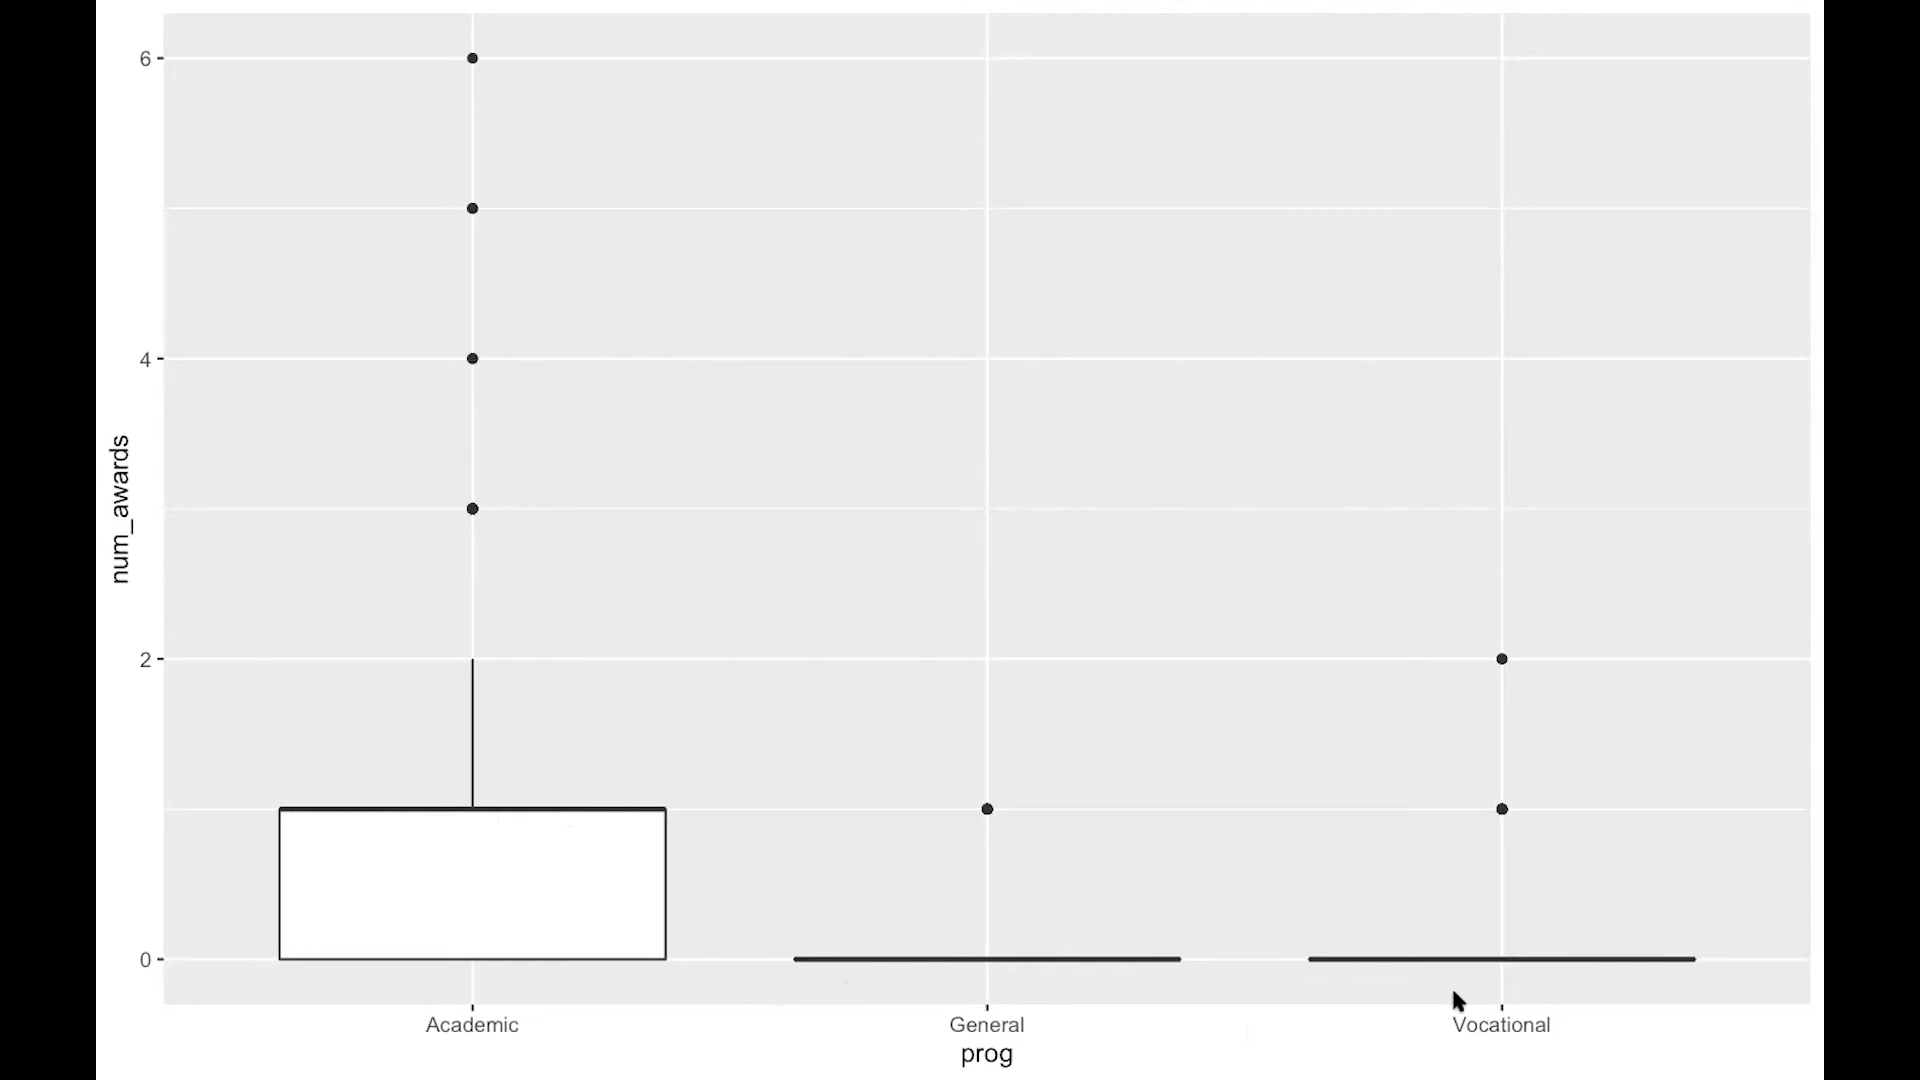 6
4
2
0
num_awards
Academic
General
Vocational
prog